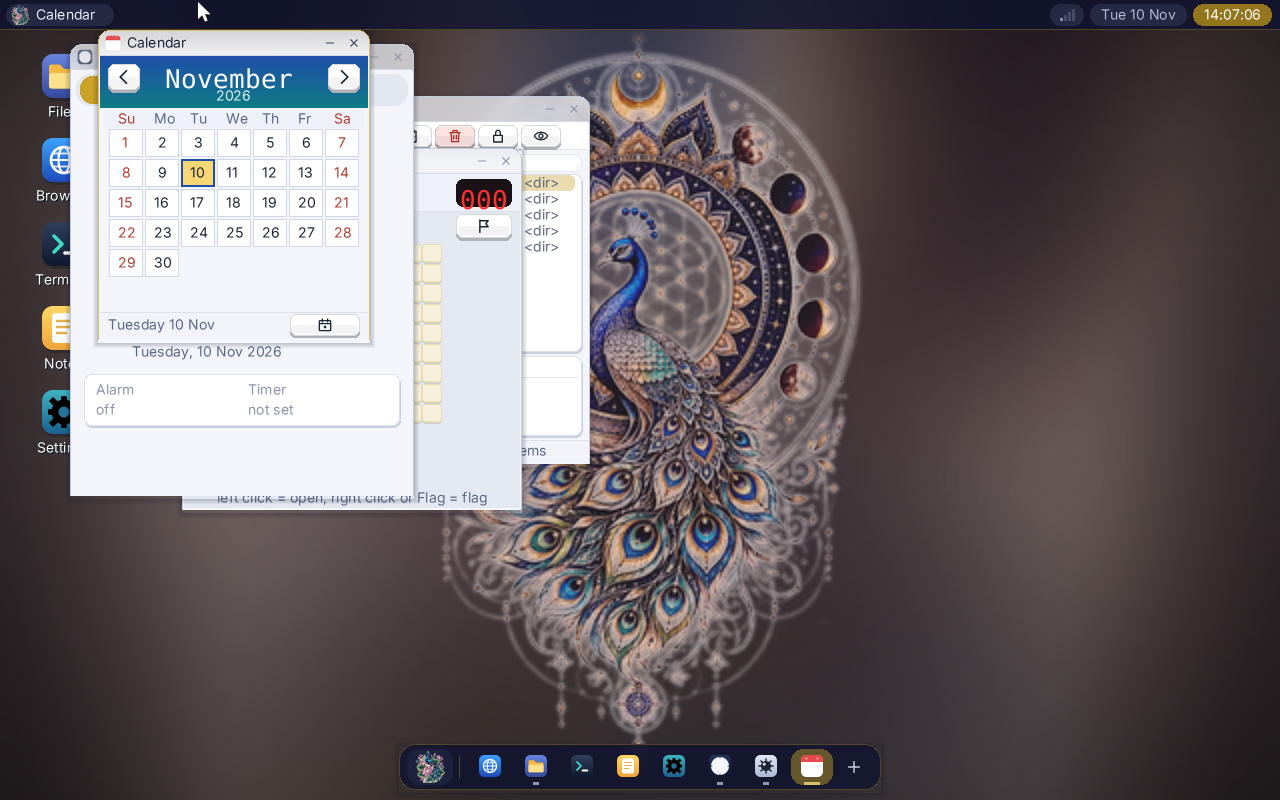 Calendar
Tue 10 Nov
14:07:06
Calendar
November
2026
Su Mo Tu We Th Fr Sa
1 2 3 4 5 6 7
8 9 10 11 12 13 14
15 16 17 18 19 20 21
22 23 24 25 26 27 28
29 30
Tuesday 10 Nov
Tuesday, 10 Nov 2026
Alarm
Timer
off
not set
000
<dir>
<dir>
<dir>
<dir>
<dir>
ems
left click = open, right click or Flag = flag
File
Brow
Term
Note
Settin